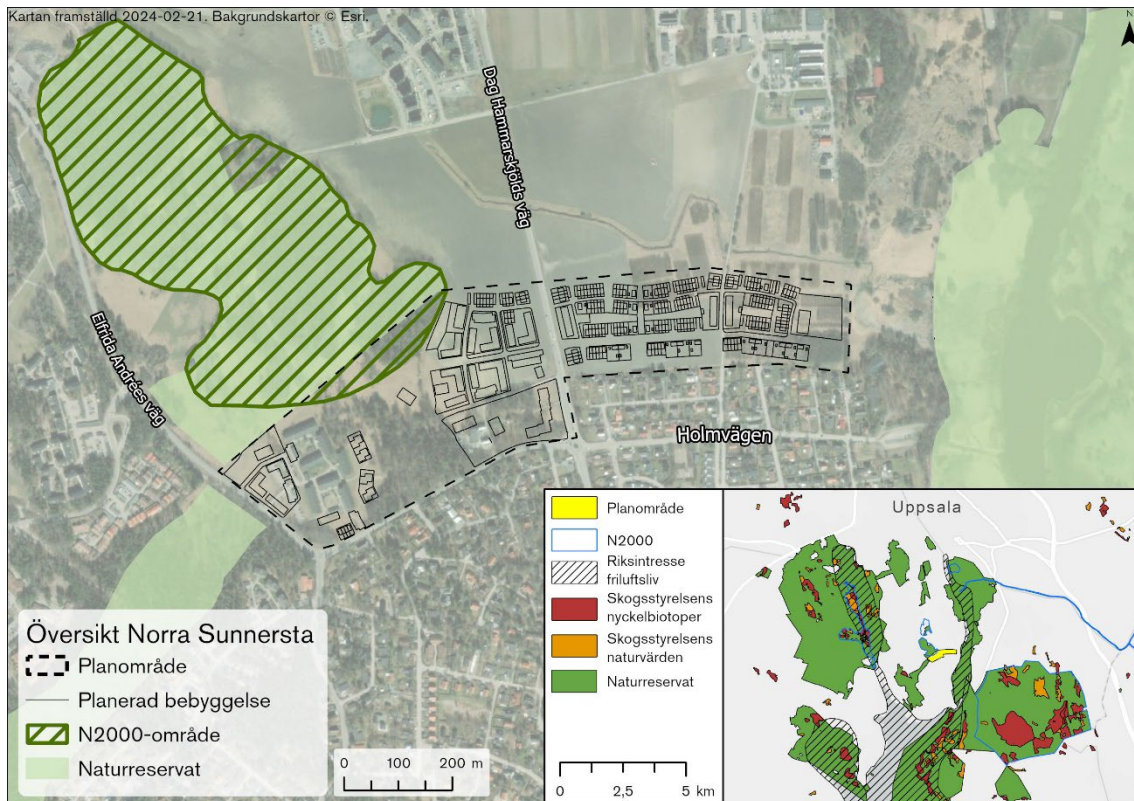 Kartan framställd 2024-02-21. Bakgrundskartor © Esri.
N
Dag Hammarskjölds väg
Elfrida Andrées väg
Holmvägen
Översikt Norra Sunnersta
Planområde
Planerad bebyggelse
N2000-område
Naturreservat
0 100 200 m
Planområde
N2000
Riksintresse
friluftsliv
Skogsstyrelsens
nyckelbiotoper
Skogsstyrelsens
naturvärden
Naturreservat
0 2,5 5 km
Uppsala